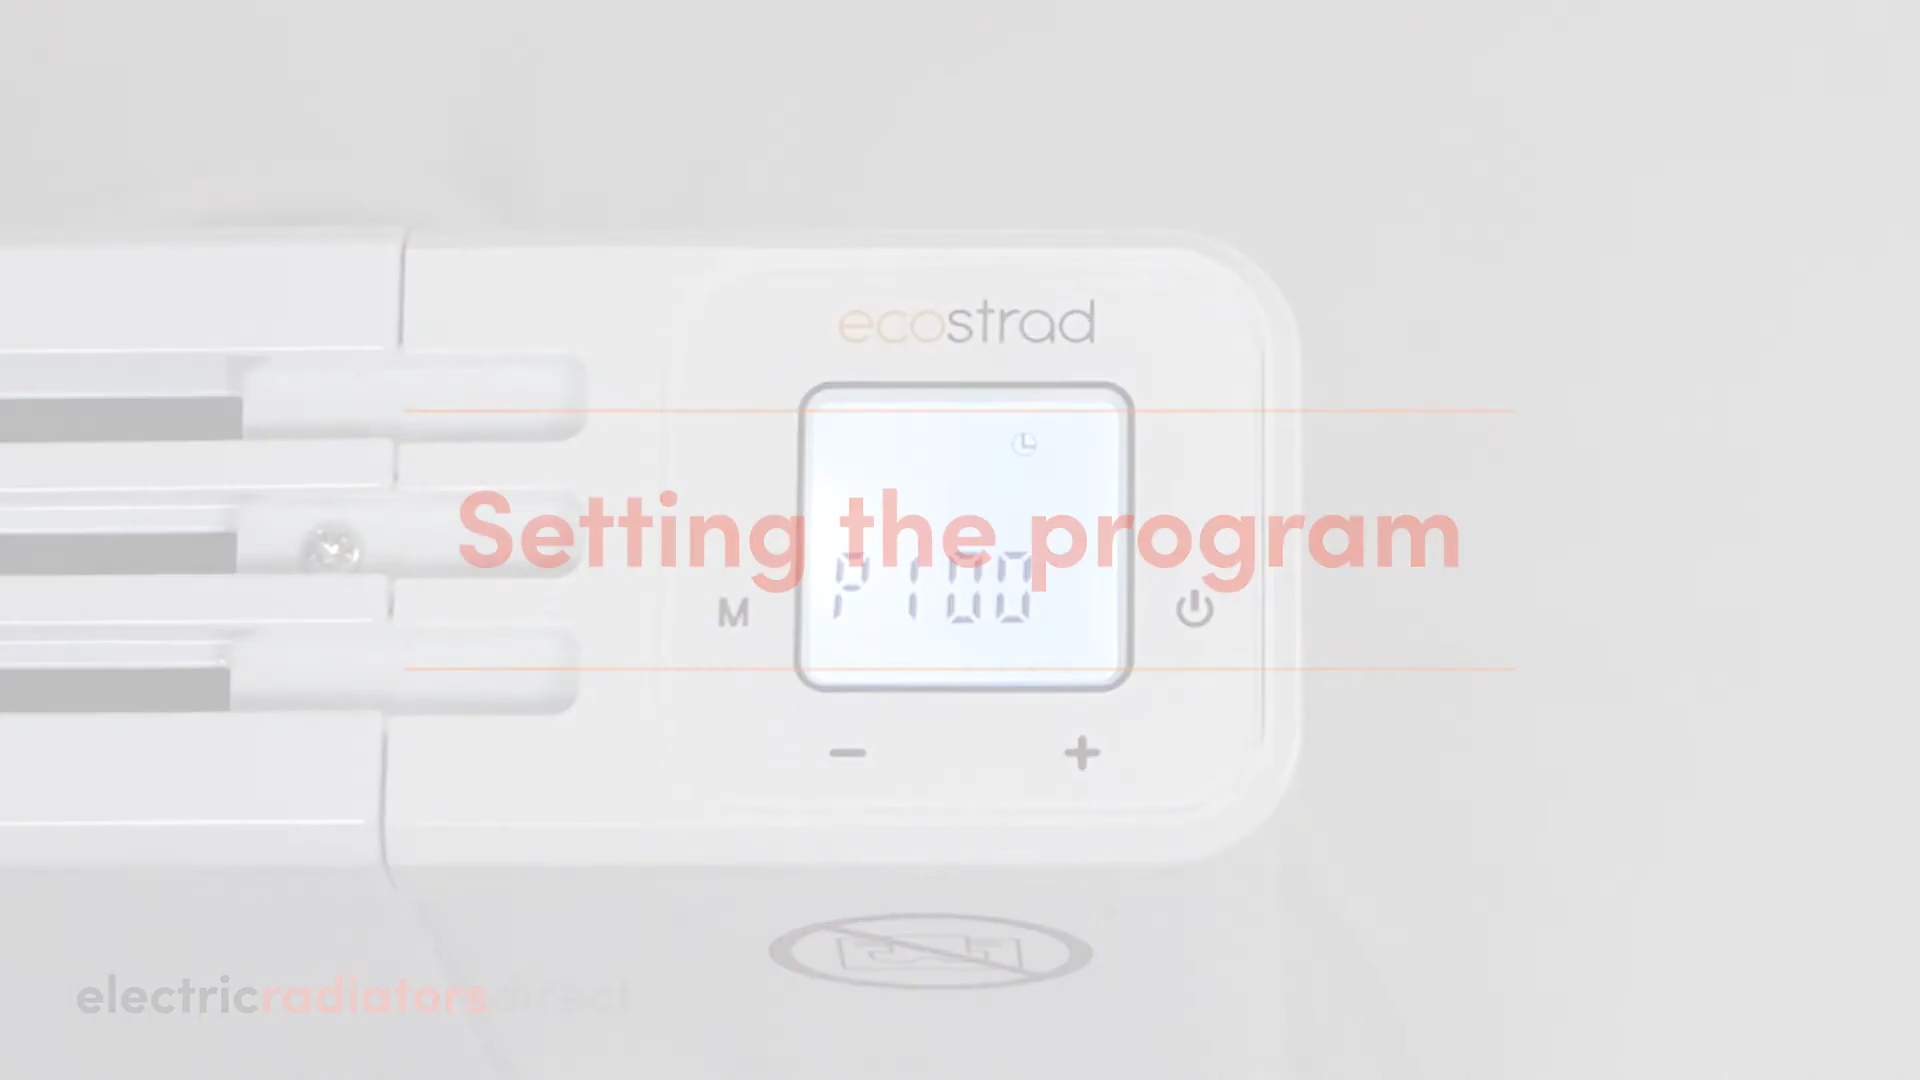 ecostrad
Setting the program
P100
M
electricradiatorsdirect